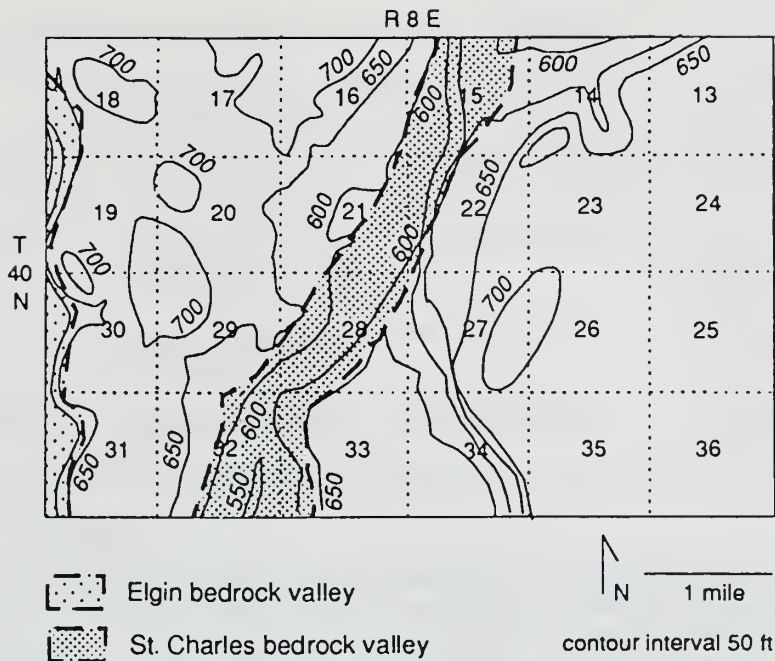 R 8 E
700 700 650 600 650
18 17 16 600 15 14 13
700 650
19 20 600 21 22 23 24
T
40
N
700 600 700
30 700 29 28 27 26 25
600
31 650 32 33 34 35 36
650 550 650
N 1 mile
Elgin bedrock valley
St. Charles bedrock valley contour interval 50 ft